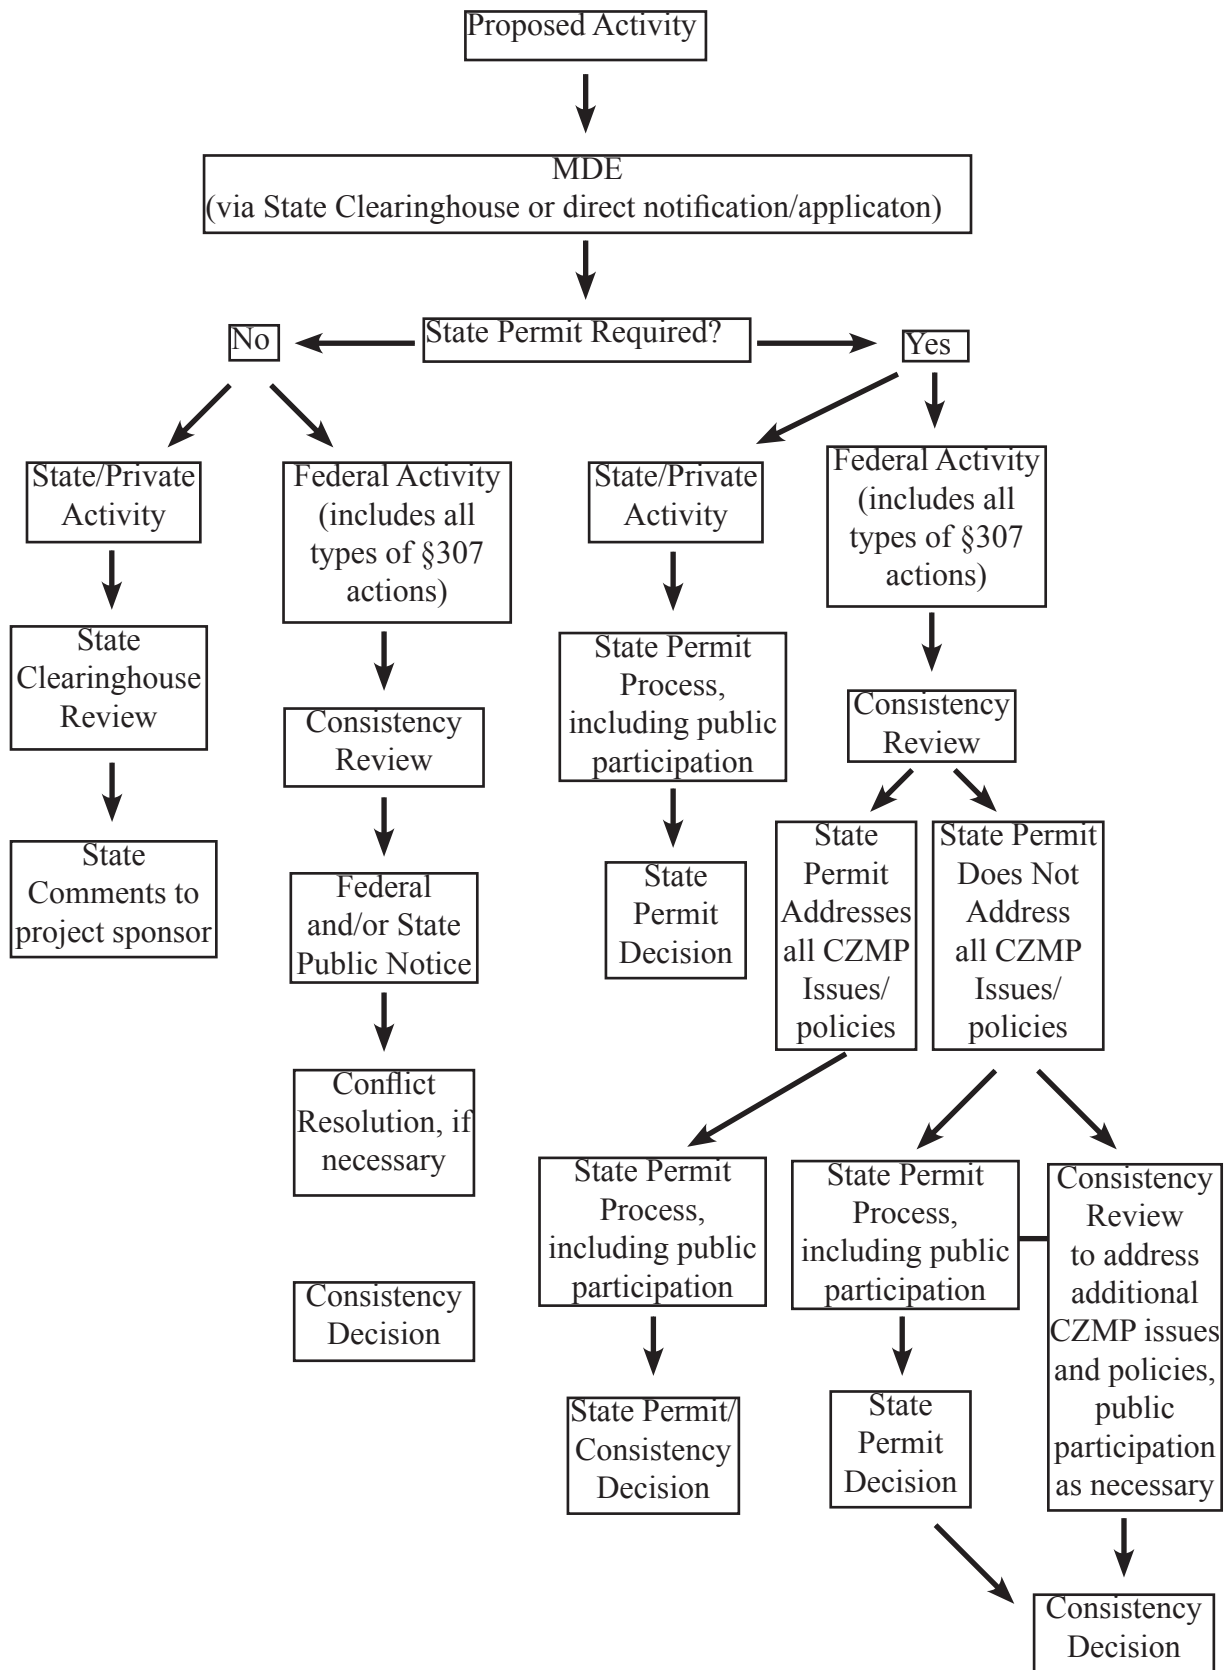 Proposed Activity
MDE
(via State Clearinghouse or direct notification/applicaton)
No
State Permit Required?
Yes
State/Private
Activity
Federal Activity
(includes all
types of §307
actions)
State/Private
Activity
Federal Activity
(includes all
types of §307
actions)
State
Clearinghouse
Review
Consistency
Review
State Permit
Process,
including public
participation
Consistency
Review
State
Comments to
project sponsor
Federal
and/or State
Public Notice
State
Permit
Decision
State
Permit
Addresses
all CZMP
Issues/
policies
State Permit
Does Not
Address
all CZMP
Issues/
policies
Conflict
Resolution, if
necessary
State Permit
Process,
including public
participation
State Permit
Process,
including public
participation
Consistency
Review
to address
additional
CZMP issues
and policies,
public
participation
as necessary
Consistency
Decision
State Permit/
Consistency
Decision
State
Permit
Decision
Consistency
Decision